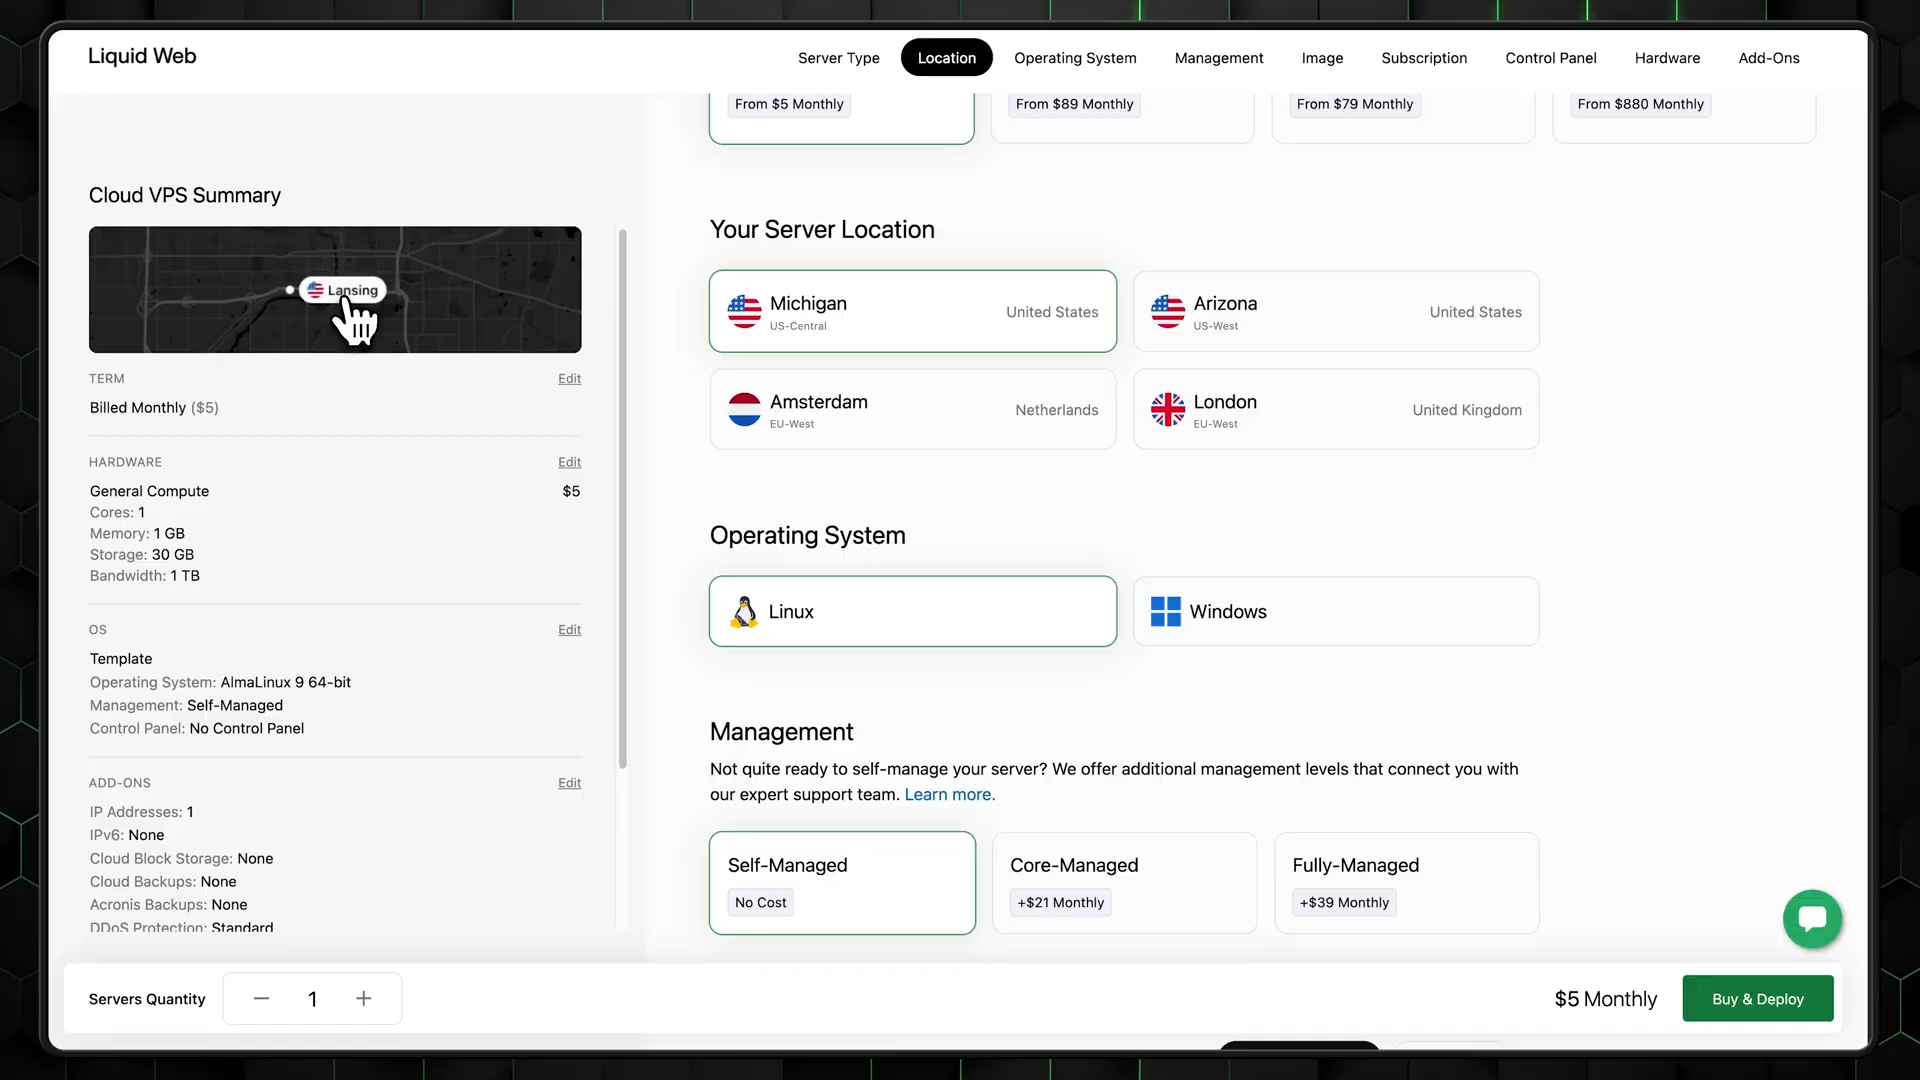 Liquid Web
Server Type
Location
Operating System
Management
Image
Subscription
Control Panel
Hardware
Add-Ons
From $5 Monthly
From $89 Monthly
From $79 Monthly
From $880 Monthly
Cloud VPS Summary
Lansing
TERM
Edit
Billed Monthly ($5)
HARDWARE
Edit
General Compute
$5
Cores: 1
Memory: 1 GB
Storage: 30 GB
Bandwidth: 1 TB
OS
Edit
Template
Operating System: AlmaLinux 9 64-bit
Management: Self-Managed
Control Panel: No Control Panel
ADD-ONS
Edit
IP Addresses: 1
IPv6: None
Cloud Block Storage: None
Cloud Backups: None
Acronis Backups: None
DDoS Protection: Standard
Your Server Location
Michigan
US-Central
United States
Arizona
US-West
United States
Amsterdam
EU-West
Netherlands
London
EU-West
United Kingdom
Operating System
Linux
Windows
Management
Not quite ready to self-manage your server? We offer additional management levels that connect you with
our expert support team. Learn more.
Self-Managed
No Cost
Core-Managed
+$21 Monthly
Fully-Managed
+$39 Monthly
Servers Quantity
− 1 +
$5 Monthly
Buy & Deploy